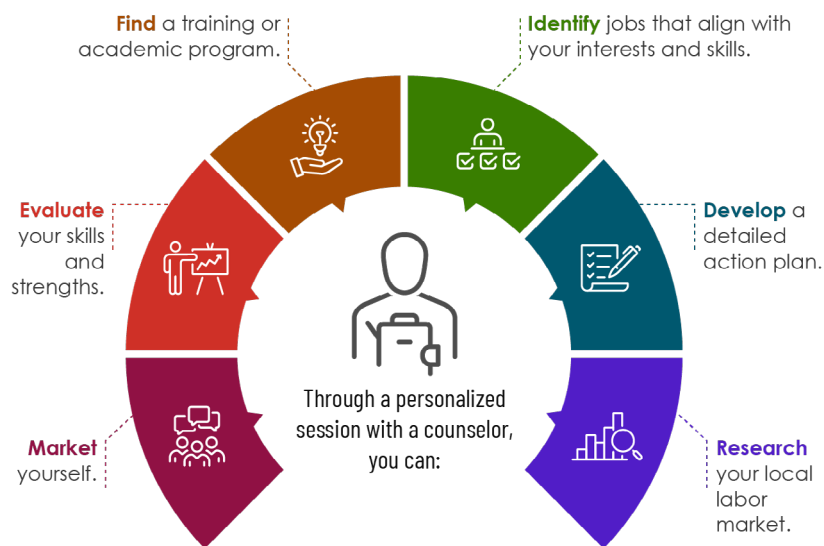 Find a training or
academic program.
Identify jobs that align with
your interests and skills.
Evaluate
your skills
and
strengths.
Develop a
detailed
action plan.
Through a personalized
session with a counselor,
you can:
Market
yourself.
Research
your local
labor
market.